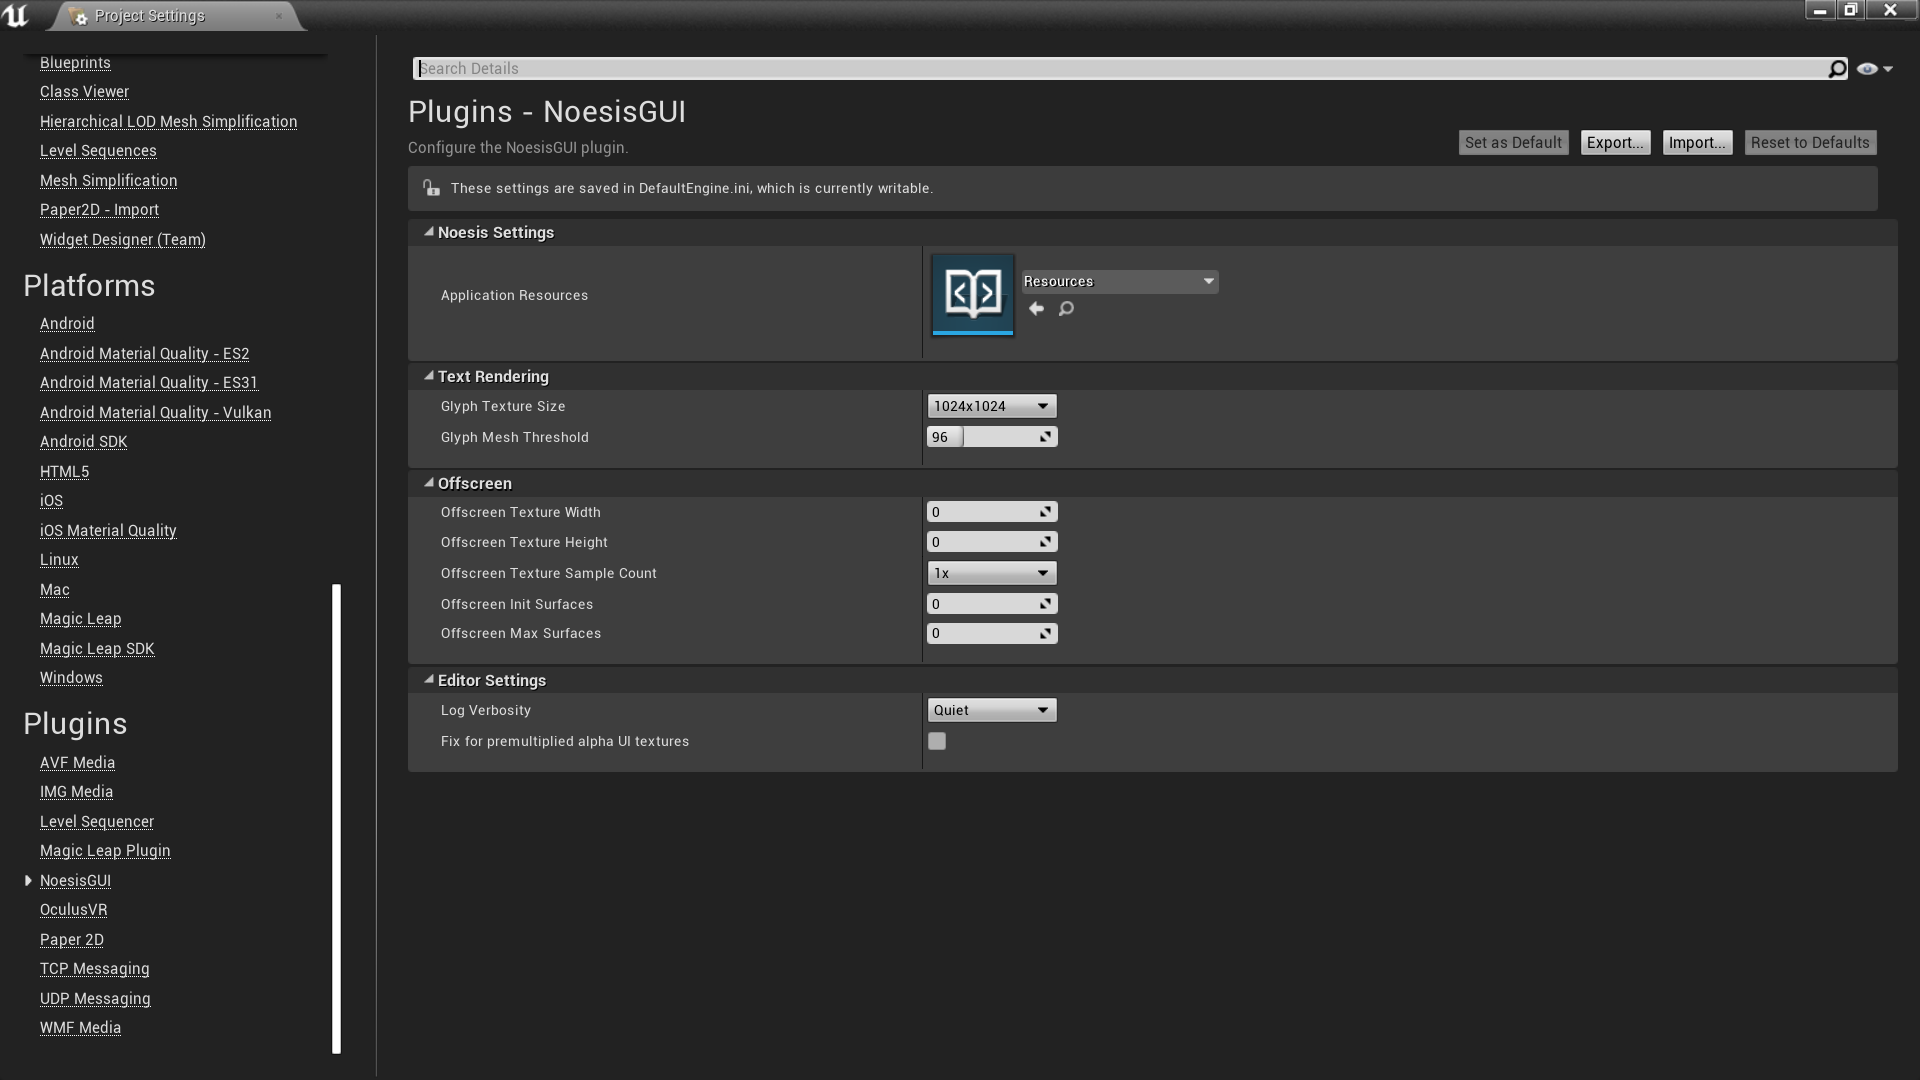 Project Settings
Blueprints
Class Viewer
Hierarchical LOD Mesh Simplification
Level Sequences
Mesh Simplification
Paper2D - Import
Widget Designer (Team)
Platforms
Android
Android Material Quality - ES2
Android Material Quality - ES31
Android Material Quality - Vulkan
Android SDK
HTML5
iOS
iOS Material Quality
Linux
Mac
Magic Leap
Magic Leap SDK
Windows
Plugins
AVF Media
IMG Media
Level Sequencer
Magic Leap Plugin
NoesisGUI
OculusVR
Paper 2D
TCP Messaging
UDP Messaging
WMF Media
Search Details
Plugins - NoesisGUI
Configure the NoesisGUI plugin.
Set as Default Export... Import... Reset to Defaults
These settings are saved in DefaultEngine.ini, which is currently writable.
Noesis Settings
Application Resources Resources
Text Rendering
Glyph Texture Size 1024x1024
Glyph Mesh Threshold 96
Offscreen
Offscreen Texture Width 0
Offscreen Texture Height 0
Offscreen Texture Sample Count 1x
Offscreen Init Surfaces 0
Offscreen Max Surfaces 0
Editor Settings
Log Verbosity Quiet
Fix for premultiplied alpha UI textures